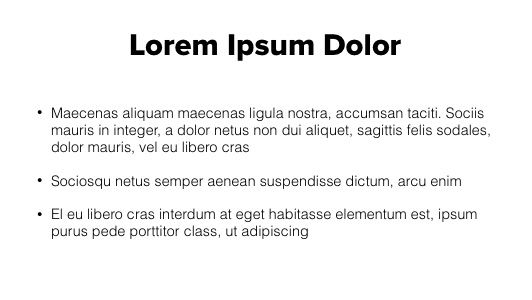 Lorem Ipsum Dolor
• Maecenas aliquam maecenas ligula nostra, accumsan taciti. Sociis
mauris in integer, a dolor netus non dui aliquet, sagittis felis sodales,
dolor mauris, vel eu libero cras
• Sociosqu netus semper aenean suspendisse dictum, arcu enim
• El eu libero cras interdum at eget habitasse elementum est, ipsum
purus pede porttitor class, ut adipiscing